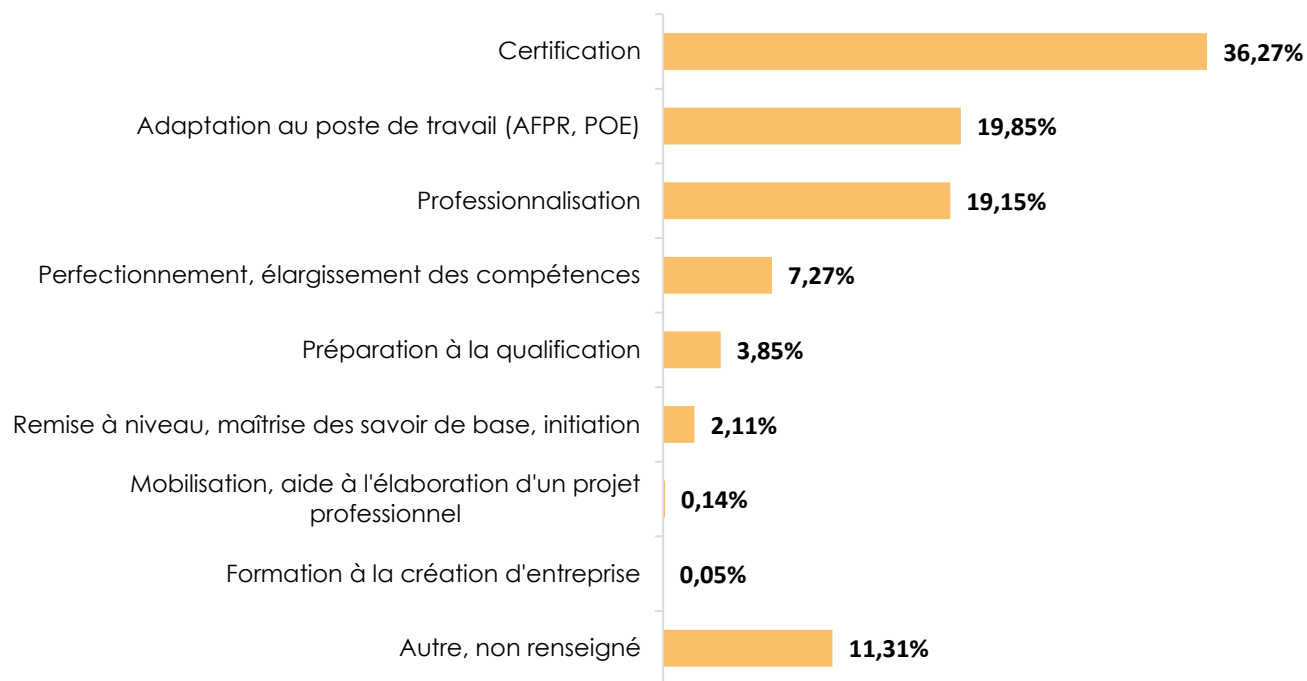 Certification
36,27%
Adaptation au poste de travail (AFPR, POE)
19,85%
Professionnalisation
19,15%
Perfectionnement, élargissement des compétences
7,27%
Préparation à la qualification
3,85%
Remise à niveau, maîtrise des savoir de base, initiation
2,11%
Mobilisation, aide à l'élaboration d'un projet
professionnel
0,14%
Formation à la création d'entreprise
0,05%
Autre, non renseigné
11,31%